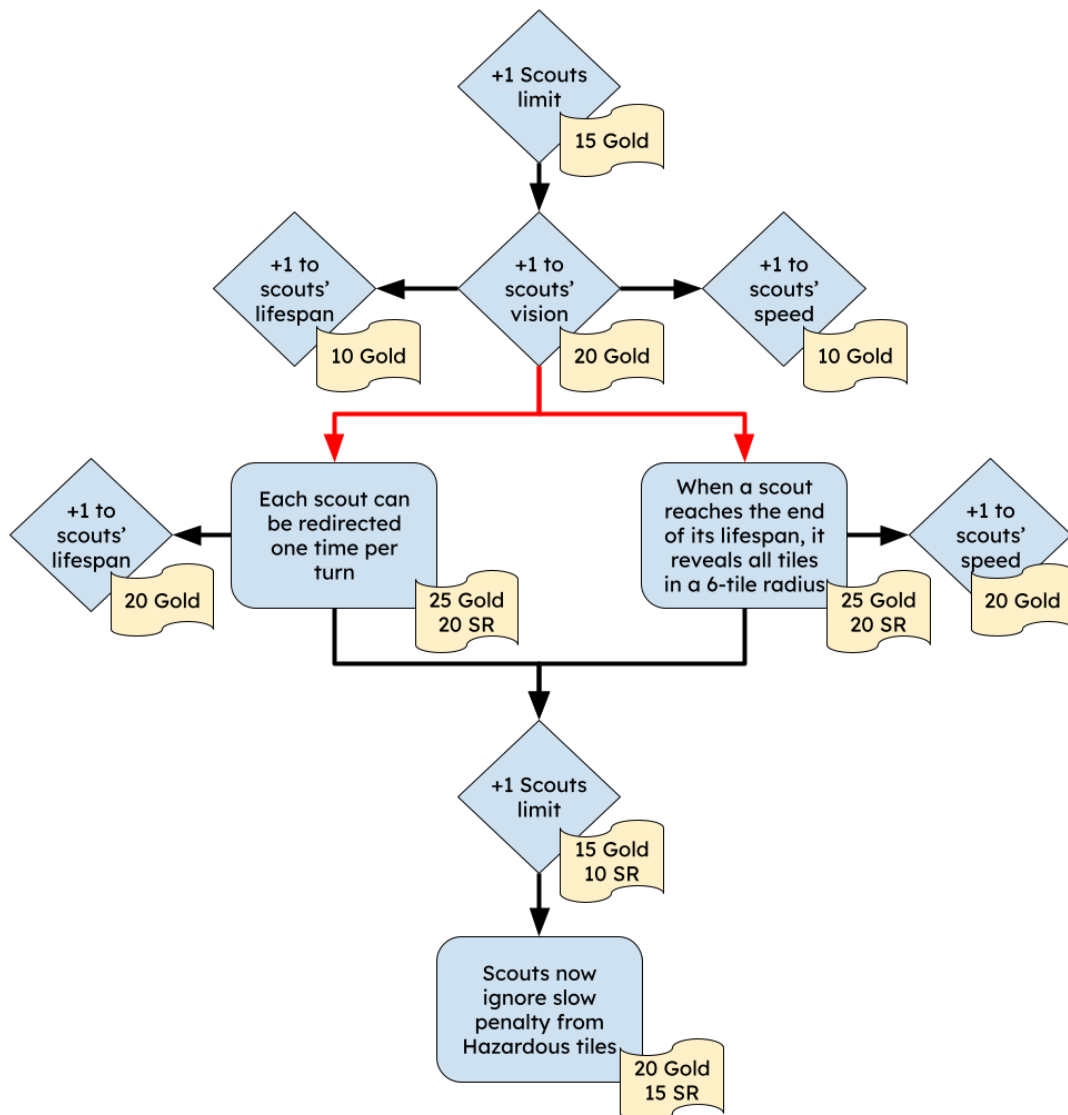 +1 Scouts
limit
15 Gold
+1 to
scouts’
lifespan
10 Gold
+1 to
scouts’
vision
20 Gold
+1 to
scouts’
speed
10 Gold
+1 to
scouts’
lifespan
20 Gold
Each scout can
be redirected
one time per
turn
25 Gold
20 SR
When a scout
reaches the end
of its lifespan, it
reveals all tiles
in a 6-tile radius
25 Gold
20 SR
+1 to
scouts’
speed
20 Gold
+1 Scouts
limit
15 Gold
10 SR
Scouts now
ignore slow
penalty from
Hazardous tiles
20 Gold
15 SR